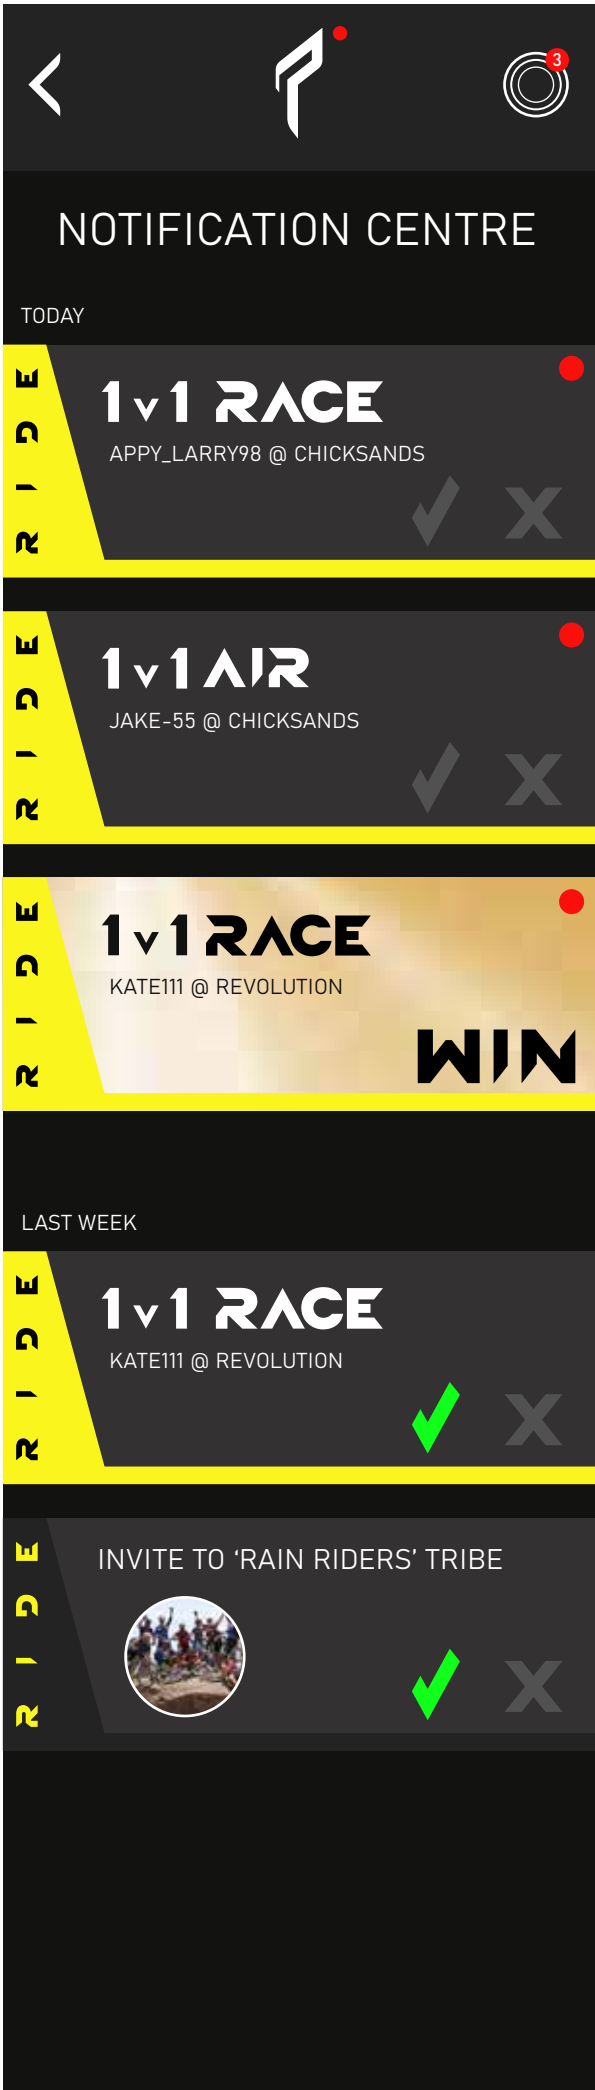 3
NOTIFICATION CENTRE
TODAY
RIDE
1v1 RACE
APPY_LARRY98 @ CHICKSANDS
RIDE
1v1 AIR
JAKE-55 @ CHICKSANDS
RIDE
1v1 RACE
KATE111 @ REVOLUTION
WIN
LAST WEEK
RIDE
1v1 RACE
KATE111 @ REVOLUTION
RIDE
INVITE TO ‘RAIN RIDERS’ TRIBE